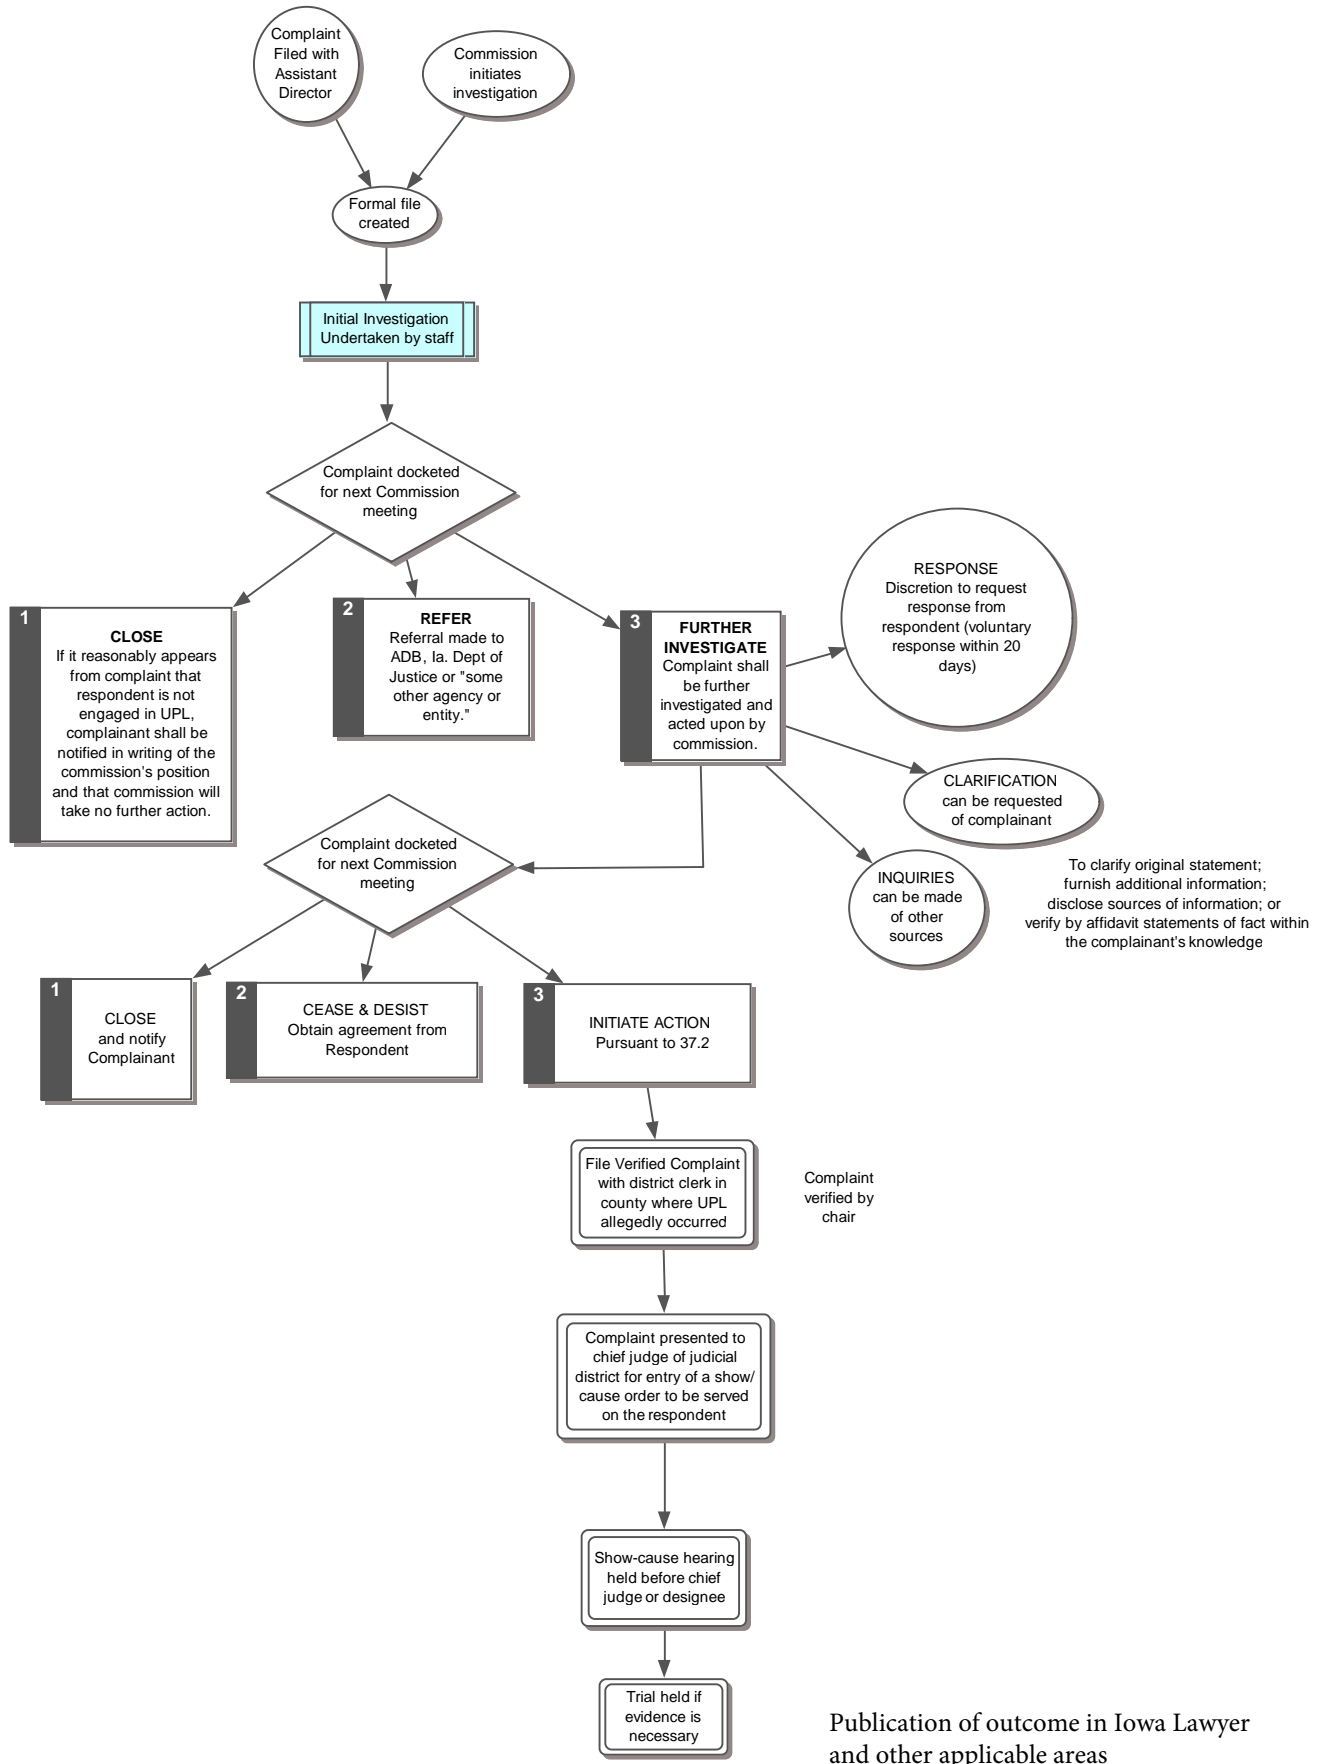 Complaint
Filed with
Assistant
Director
Commission
initiates
investigation
Formal file
created
Initial Investigation
Undertaken by staff
Complaint docketed
for next Commission
meeting
1
CLOSE
If it reasonably appears
from complaint that
respondent is not
engaged in UPL,
complainant shall be
notified in writing of the
commission's position
and that commission will
take no further action.
2
REFER
Referral made to
ADB, Ia. Dept of
Justice or "some
other agency or
entity."
3
FURTHER
INVESTIGATE
Complaint shall
be further
investigated and
acted upon by
commission.
RESPONSE
Discretion to request
response from
respondent (voluntary
response within 20
days)
CLARIFICATION
can be requested
of complainant
INQUIRIES
can be made
of other
sources
To clarify original statement;
furnish additional information;
disclose sources of information; or
verify by affidavit statements of fact within
the complainant's knowledge
Complaint docketed
for next Commission
meeting
1
CLOSE
and notify
Complainant
2
CEASE & DESIST
Obtain agreement from
Respondent
3
INITIATE ACTION
Pursuant to 37.2
File Verified Complaint
with district clerk in
county where UPL
allegedly occurred
Complaint
verified by
chair
Complaint presented to
chief judge of judicial
district for entry of a show/
cause order to be served
on the respondent
Show-cause hearing
held before chief
judge or designee
Trial held if
evidence is
necessary
Publication of outcome in Iowa Lawyer
and other applicable areas